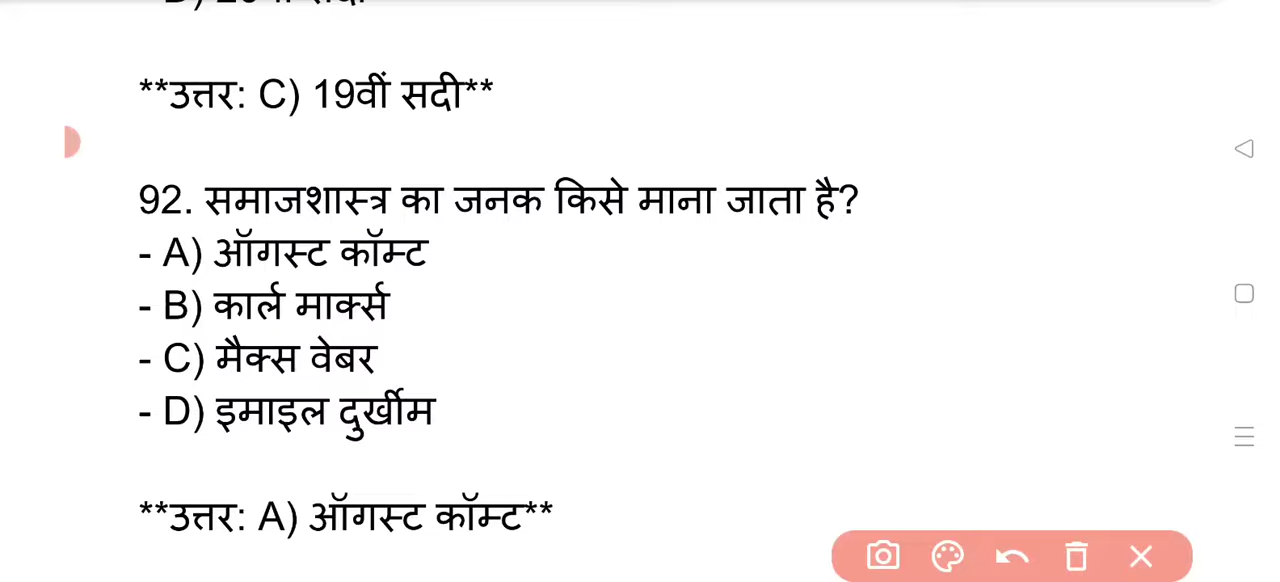 **उत्तर: C) 19वीं सदी**
92. समाजशास्त्र का जनक किसे माना जाता है?
- A) ऑगस्ट कॉम्ट
- B) कार्ल मार्क्स
- C) मैक्स वेबर
- D) इमाइल दुर्खीम
**उत्तर: A) ऑगस्ट कॉम्ट**